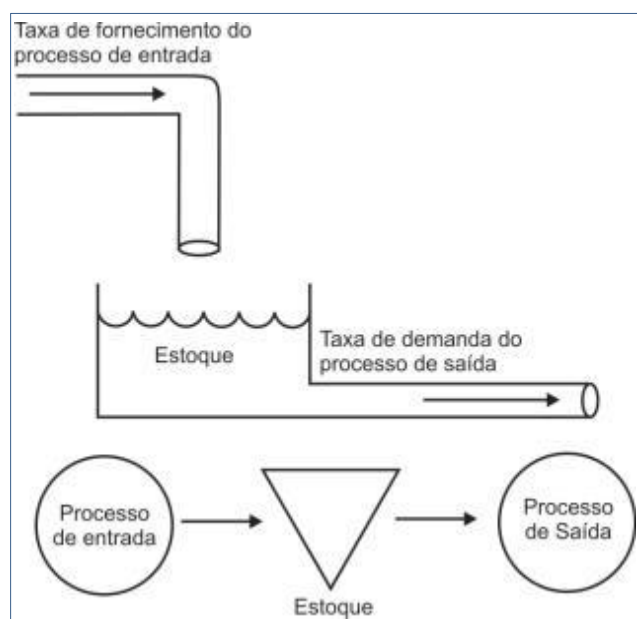 Taxa de fornecimento do
processo de entrada
Estoque
Taxa de demanda do
processo de saída
Processo
de entrada
Estoque
Processo
de Saída